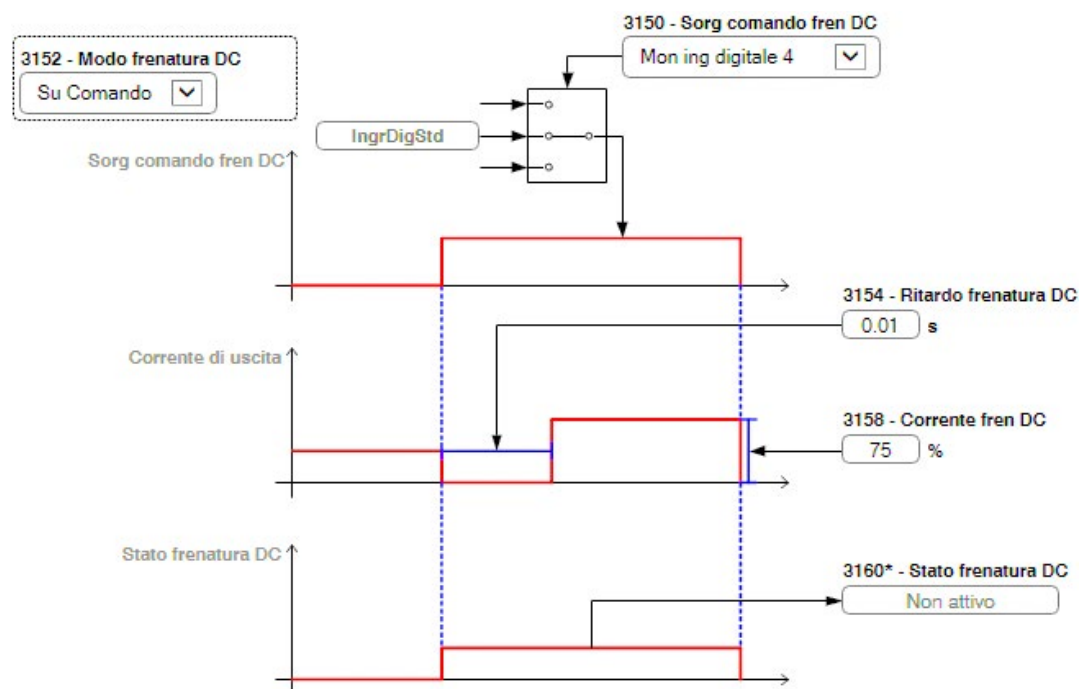 3150 - Sorg comando fren DC
3152 - Modo frenatura DC
Mon ing digitale 4
Su Comando
IngrDigStd
Sorg comando fren DC
3154 - Ritardo frenatura DC
0.01 s
Corrente di uscita
3158 - Corrente fren DC
75 %
Stato frenatura DC
3160* - Stato frenatura DC
Non attivo